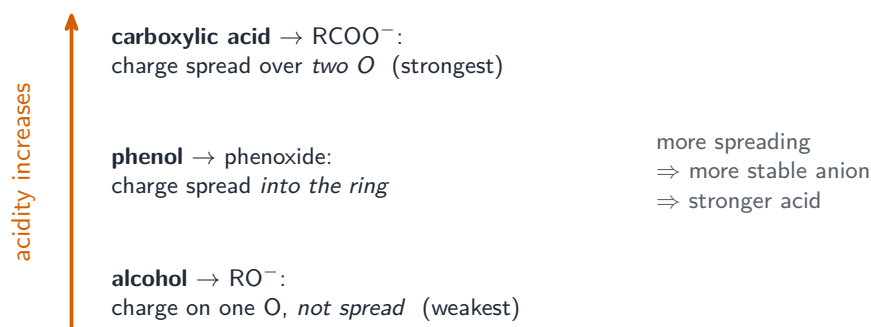 acidity increases
carboxylic acid → RCOO⁻:
charge spread over two O (strongest)
phenol → phenoxide:
charge spread into the ring
more spreading
⇒ more stable anion
⇒ stronger acid
alcohol → RO⁻:
charge on one O, not spread (weakest)